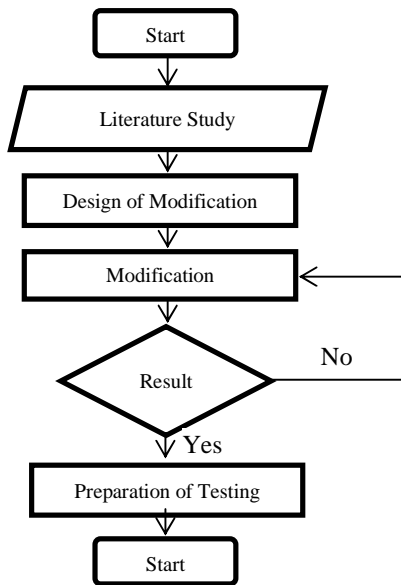 Start
Literature Study
Design of Modification
Modification
No
Result
Yes
Preparation of Testing
Start